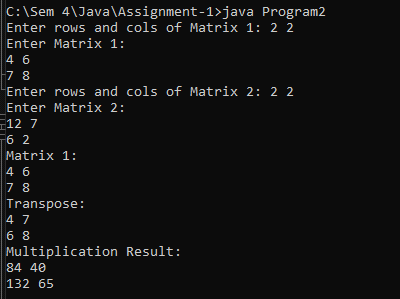 C:\Sem 4\Java\Assignment-1>java Program2
Enter rows and cols of Matrix 1: 2 2
Enter Matrix 1:
4 6
7 8
Enter rows and cols of Matrix 2: 2 2
Enter Matrix 2:
12 7
6 2
Matrix 1:
4 6
7 8
Transpose:
4 7
6 8
Multiplication Result:
84 40
132 65